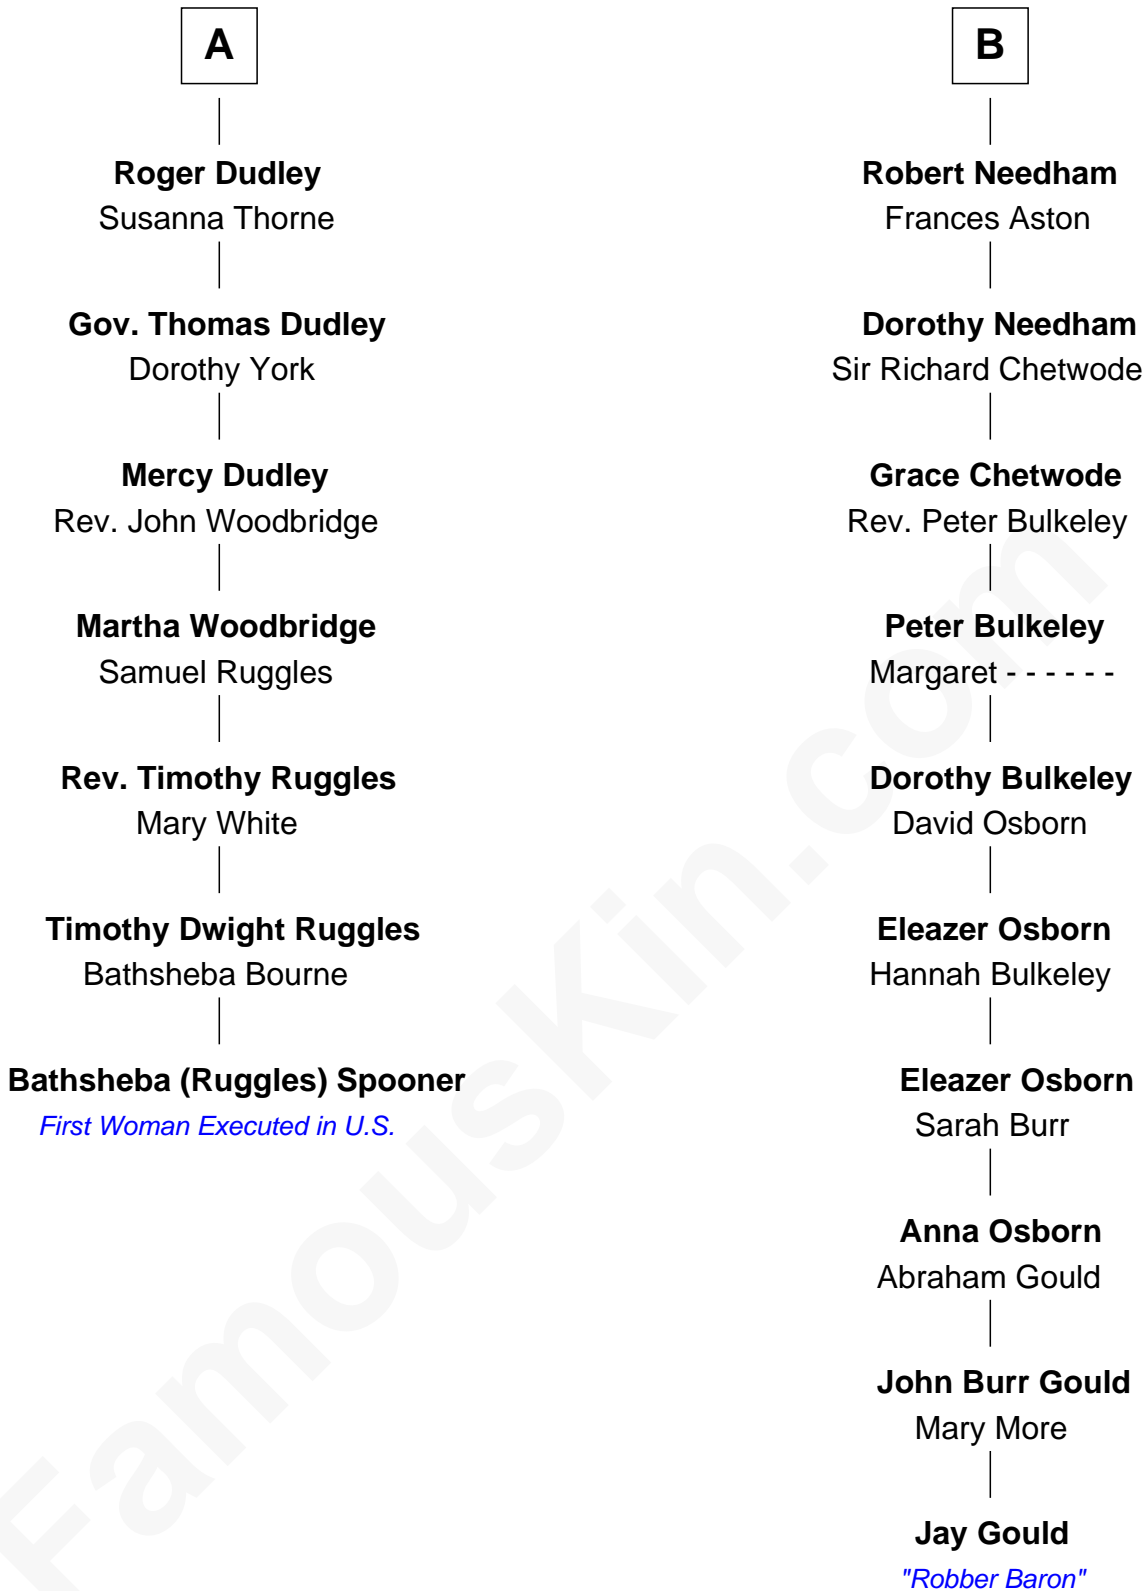 A
Roger Dudley
Susanna Thorne
Gov. Thomas Dudley
Dorothy York
Mercy Dudley
Rev. John Woodbridge
Martha Woodbridge
Samuel Ruggles
Rev. Timothy Ruggles
Mary White
Timothy Dwight Ruggles
Bathsheba Bourne
Bathsheba (Ruggles) Spooner
First Woman Executed in U.S.
B
Robert Needham
Frances Aston
Dorothy Needham
Sir Richard Chetwode
Grace Chetwode
Rev. Peter Bulkeley
Peter Bulkeley
Margaret - - - - - -
Dorothy Bulkeley
David Osborn
Eleazer Osborn
Hannah Bulkeley
Eleazer Osborn
Sarah Burr
Anna Osborn
Abraham Gould
John Burr Gould
Mary More
Jay Gould
"Robber Baron"
FamousKin.com